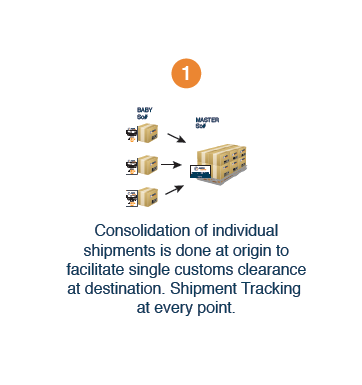 1
BABY
So#
MASTER
So#
Consolidation of individual
shipments is done at origin to
facilitate single customs clearance
at destination. Shipment Tracking
at every point.